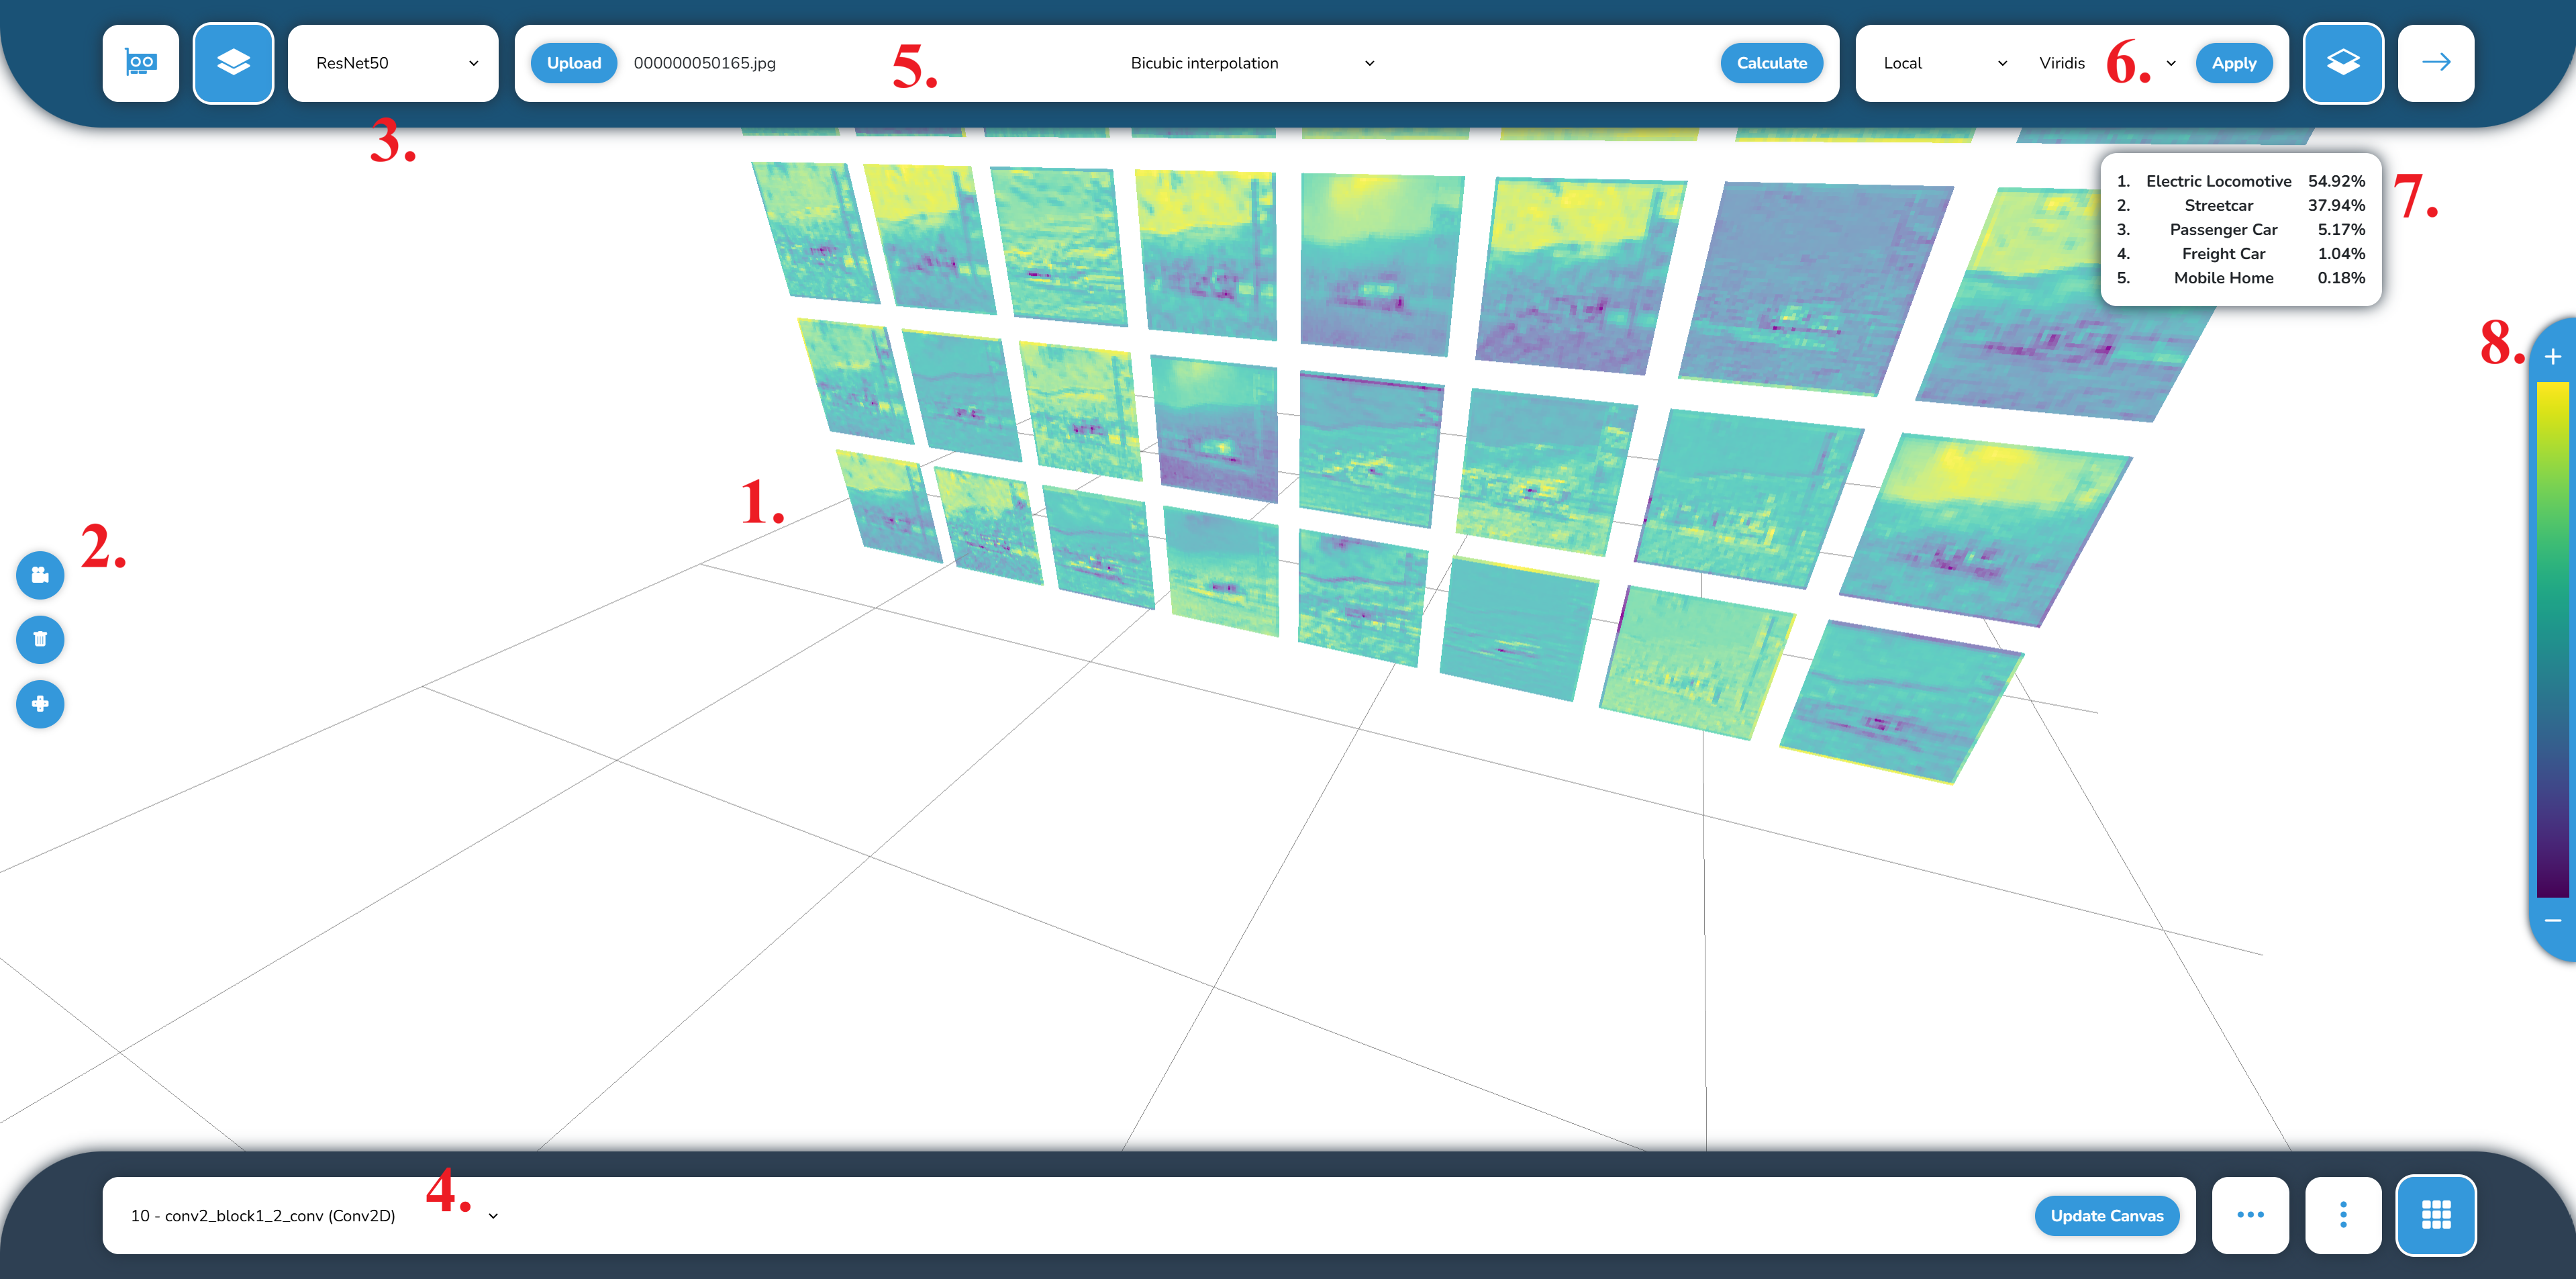 ResNet50
Upload 000000050165.jpg 5. Bicubic interpolation Calculate
Local Viridis 6. Apply
3.
1. Electric Locomotive 54.92%
2. Streetcar 37.94%
3. Passenger Car 5.17%
4. Freight Car 1.04%
5. Mobile Home 0.18%
7.
8.
+
1.
2.
−
4.
10 - conv2_block1_2_conv (Conv2D)
Update Canvas